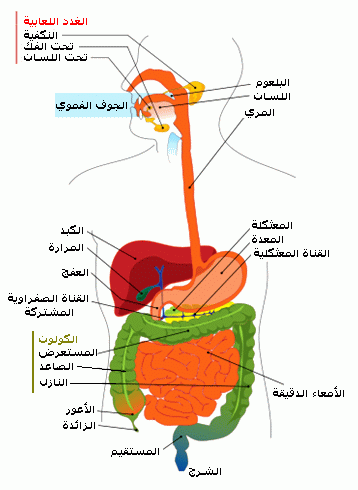 الغدد اللعابية
النكفية
تحت الفك
تحت اللسان
الجوف الفموي
البلعوم
اللسان
المري
الكبد
المرارة
العفج
القناة الصفراوية
المشتركة
المعثكلة
المعدة
القناة المعثكلية
الكولون
المستعرض
الصاعد
النازل
الأعور
الزائدة
الأمعاء الدقيقة
المستقيم
الشرج